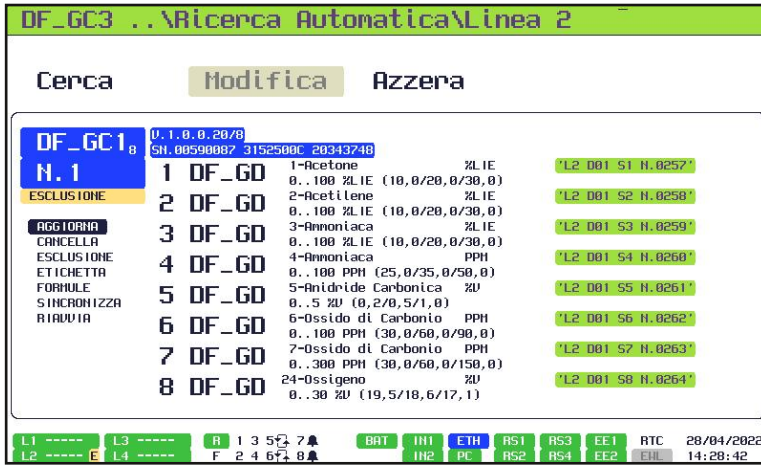 DF_GC3 ..\Ricerca Automatica\Linea 2
Cerca Modifica Azzera
DF_GC1 8 V.1.0.0.20/8
SN.00590087 3152500C 20343748
N.1
ESCLUSIONE
AGGIORNA
CANCELLA
ESCLUSIONE
ETICHETTA
FORMULE
SINCRONIZZA
RIAVVIA
1 DF_GD 1-Acetone %LIE 'L2 D01 S1 N.0257'
0..100 %LIE (10,0/20,0/30,0)
2 DF_GD 2-Acetilene %LIE 'L2 D01 S2 N.0258'
0..100 %LIE (10,0/20,0/30,0)
3 DF_GD 3-Ammoniaca %LIE 'L2 D01 S3 N.0259'
0..100 %LIE (10,0/20,0/30,0)
4 DF_GD 4-Ammoniaca PPM 'L2 D01 S4 N.0260'
0..100 PPM (25,0/35,0/50,0)
5 DF_GD 5-Anidride Carbonica %V 'L2 D01 S5 N.0261'
0..5 %V (0,2/0,5/1,0)
6 DF_GD 6-Ossido di Carbonio PPM 'L2 D01 S6 N.0262'
0..100 PPM (30,0/60,0/90,0)
7 DF_GD 7-Ossido di Carbonio PPM 'L2 D01 S7 N.0263'
0..300 PPM (30,0/60,0/150,0)
8 DF_GD 24-Ossigeno %V 'L2 D01 S8 N.0264'
0..30 %V (19,5/18,6/17,1)
L1 ----- L3 ----- R 1 3 5 7 BAT IN1 ETH RS1 RS3 EE1 RTC 28/04/2022
L2 ----- E L4 ----- F 2 4 6 8 IN2 PC RS2 RS4 EE2 EWL 14:28:42